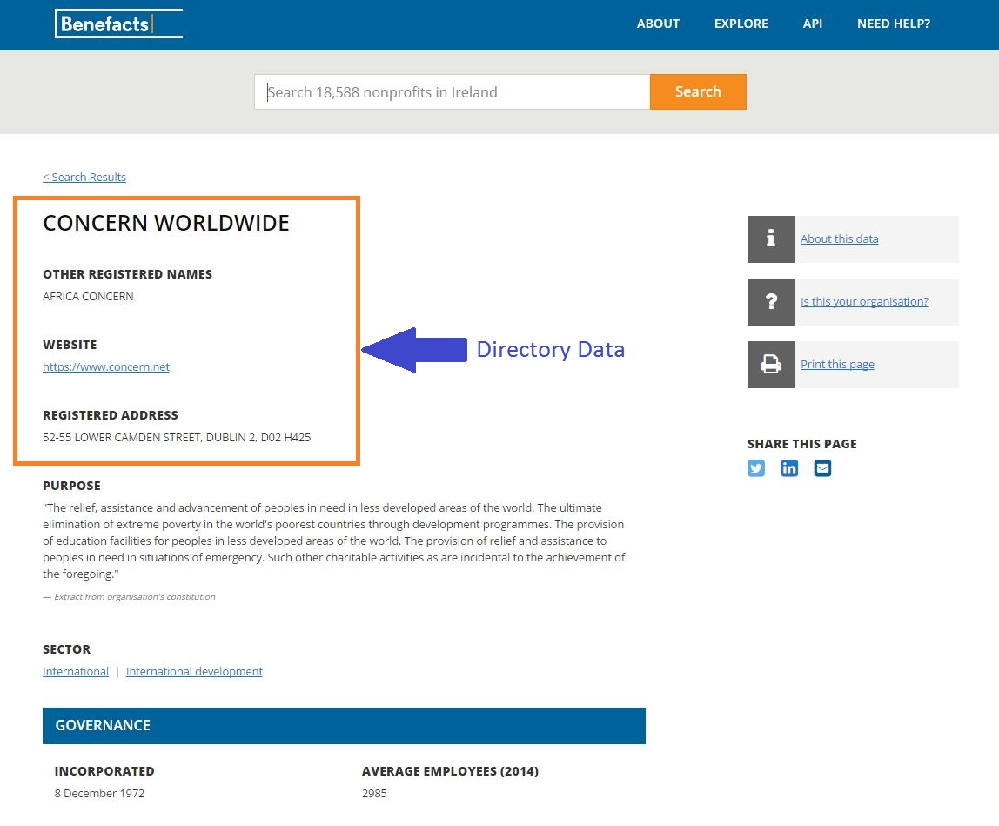 Benefacts
ABOUT EXPLORE API NEED HELP?
Search 18,588 nonprofits in Ireland
Search
< Search Results
CONCERN WORLDWIDE
OTHER REGISTERED NAMES
AFRICA CONCERN
WEBSITE
https://www.concern.net
REGISTERED ADDRESS
52-55 LOWER CAMDEN STREET, DUBLIN 2, D02 H425
Directory Data
i
About this data
?
Is this your organisation?
Print this page
SHARE THIS PAGE
in
PURPOSE
"The relief, assistance and advancement of peoples in need in less developed areas of the world. The ultimate
elimination of extreme poverty in the world's poorest countries through development programmes. The provision
of education facilities for peoples in less developed areas of the world. The provision of relief and assistance to
peoples in need in situations of emergency. Such other charitable activities as are incidental to the achievement of
the foregoing."
— Extract from organisation's constitution
SECTOR
International | International development
GOVERNANCE
INCORPORATED
8 December 1972
AVERAGE EMPLOYEES (2014)
2985